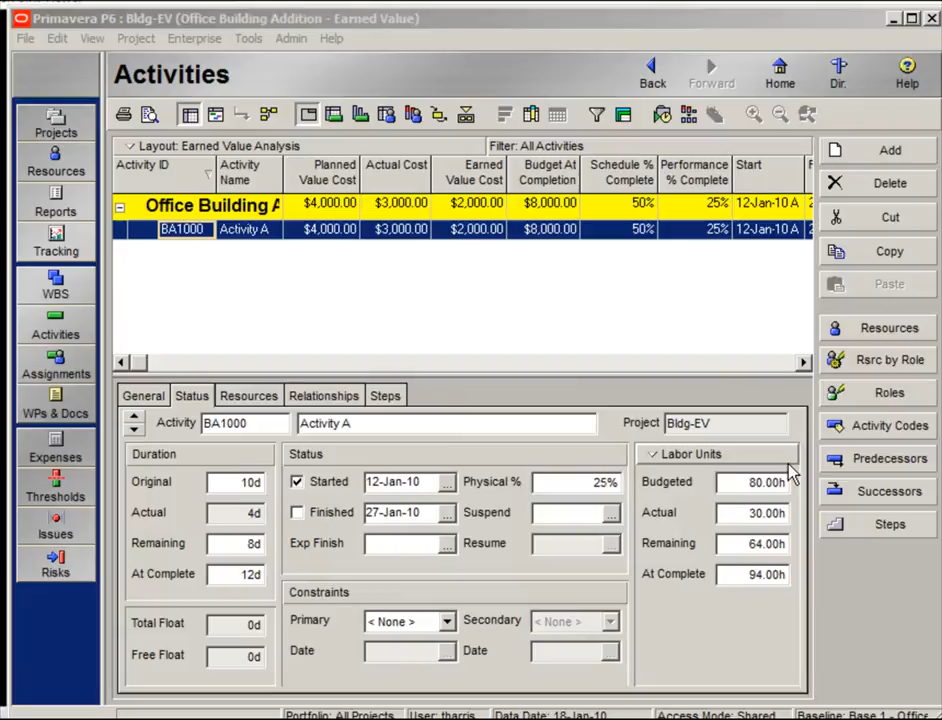 Primavera P6 : Bldg-EV (Office Building Addition - Earned Value)
File Edit View Project Enterprise Tools Admin Help
Activities
Back Forward Home Dir. Help
Layout: Earned Value Analysis Filter: All Activities
Activity ID Activity Name Planned Value Cost Actual Cost Earned Value Cost Budget At Completion Schedule % Complete Performance % Complete Start
Office Building A $4,000.00 $3,000.00 $2,000.00 $8,000.00 50% 25% 12-Jan-10 A
BA1000 Activity A $4,000.00 $3,000.00 $2,000.00 $8,000.00 50% 25% 12-Jan-10 A
Projects
Resources
Reports
Tracking
WBS
Activities
Assignments
WPs & Docs
Expenses
Thresholds
Issues
Risks
Add
Delete
Cut
Copy
Paste
Resources
Rsrc by Role
Roles
Activity Codes
Predecessors
Successors
Steps
General Status Resources Relationships Steps
Activity BA1000 Activity A Project Bldg-EV
Duration
Original 10d
Actual 4d
Remaining 8d
At Complete 12d
Total Float 0d
Free Float 0d
Status
Started 12-Jan-10 Physical % 25%
Finished 27-Jan-10 Suspend
Exp Finish Resume
Constraints
Primary < None > Secondary < None >
Date Date
Labor Units
Budgeted 80.00h
Actual 30.00h
Remaining 64.00h
At Complete 94.00h
Portfolio: All Projects User: tharris Data Date: 18-Jan-10 Access Mode: Shared Baseline: Base 1 - Office